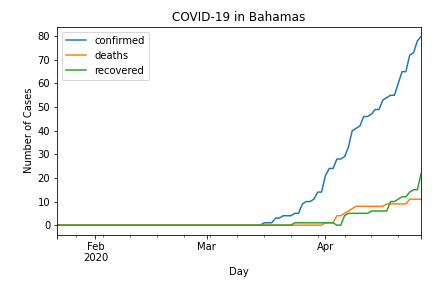 COVID-19 in Bahamas
confirmed
deaths
recovered
Number of Cases
80
70
60
50
40
30
20
10
0
Feb
2020
Mar
Apr
Day